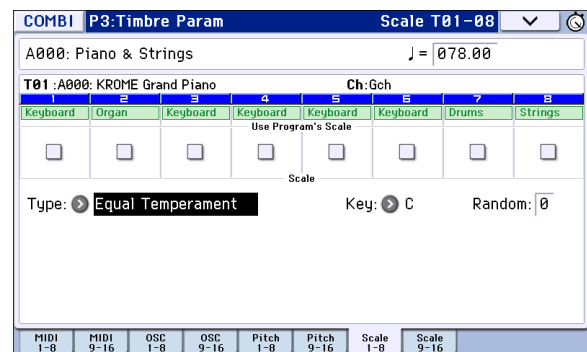 COMBI P3:Timbre Param Scale T01-08
A000: Piano & Strings ♩= 078.00
T01 :A000: KROME Grand Piano Ch:Gch
1 2 3 4 5 6 7 8
Keyboard Organ Keyboard Keyboard Keyboard Keyboard Drums Strings
Use Program's Scale
Scale
Type: Equal Temperament Key: C Random: 0
MIDI 1-8 MIDI 9-16 OSC 1-8 OSC 9-16 Pitch 1-8 Pitch 9-16 Scale 1-8 Scale 9-16